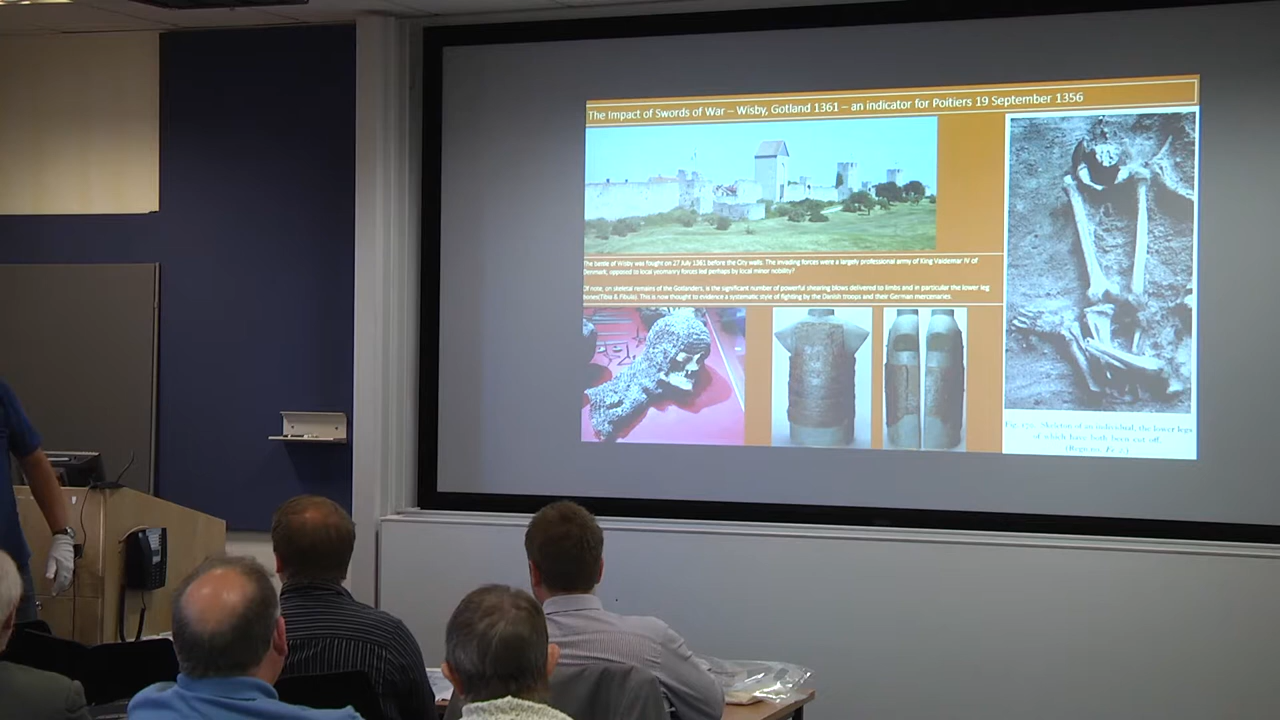 The Impact of Swords of War – Wisby, Gotland 1361 – an indicator for Poitiers 19 September 1356
The battle of Wisby was fought on 27 July 1361 before the City walls. The invading forces were a largely professional army of King Valdemar IV of
Denmark, opposed to local yeomanry forces led perhaps by local minor nobility?
Of note, on skeletal remains of the Gotlanders, is the significant number of powerful shearing blows delivered to limbs and in particular the lower leg
bones(Tibia & Fibula). This is now thought to evidence a systematic style of fighting by the Danish troops and their German mercenaries.
Skeleton of an individual, the lower legs
of which have both been cut off.